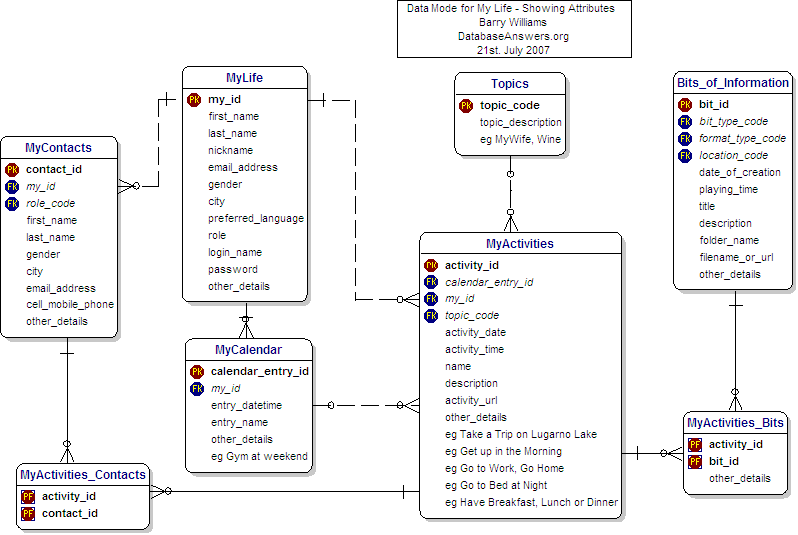 Data Mode for My Life - Showing Attributes
Barry Williams
DatabaseAnswers.org
21st. July 2007
MyLife
PK my_id
first_name
last_name
nickname
email_address
gender
city
preferred_language
role
login_name
password
other_details
Topics
PK topic_code
topic_description
eg MyWife, Wine
Bits_of_Information
PK bit_id
FK bit_type_code
FK format_type_code
FK location_code
date_of_creation
playing_time
title
description
folder_name
filename_or_url
other_details
MyContacts
PK contact_id
FK my_id
FK role_code
first_name
last_name
gender
city
email_address
cell_mobile_phone
other_details
MyActivities
PK activity_id
FK calendar_entry_id
FK my_id
FK topic_code
activity_date
activity_time
name
description
activity_url
other_details
eg Take a Trip on Lugarno Lake
eg Get up in the Morning
eg Go to Work, Go Home
eg Go to Bed at Night
eg Have Breakfast, Lunch or Dinner
MyCalendar
PK calendar_entry_id
FK my_id
entry_datetime
entry_name
other_details
eg Gym at weekend
MyActivities_Bits
PF activity_id
PF bit_id
other_details
MyActivities_Contacts
PF activity_id
PF contact_id